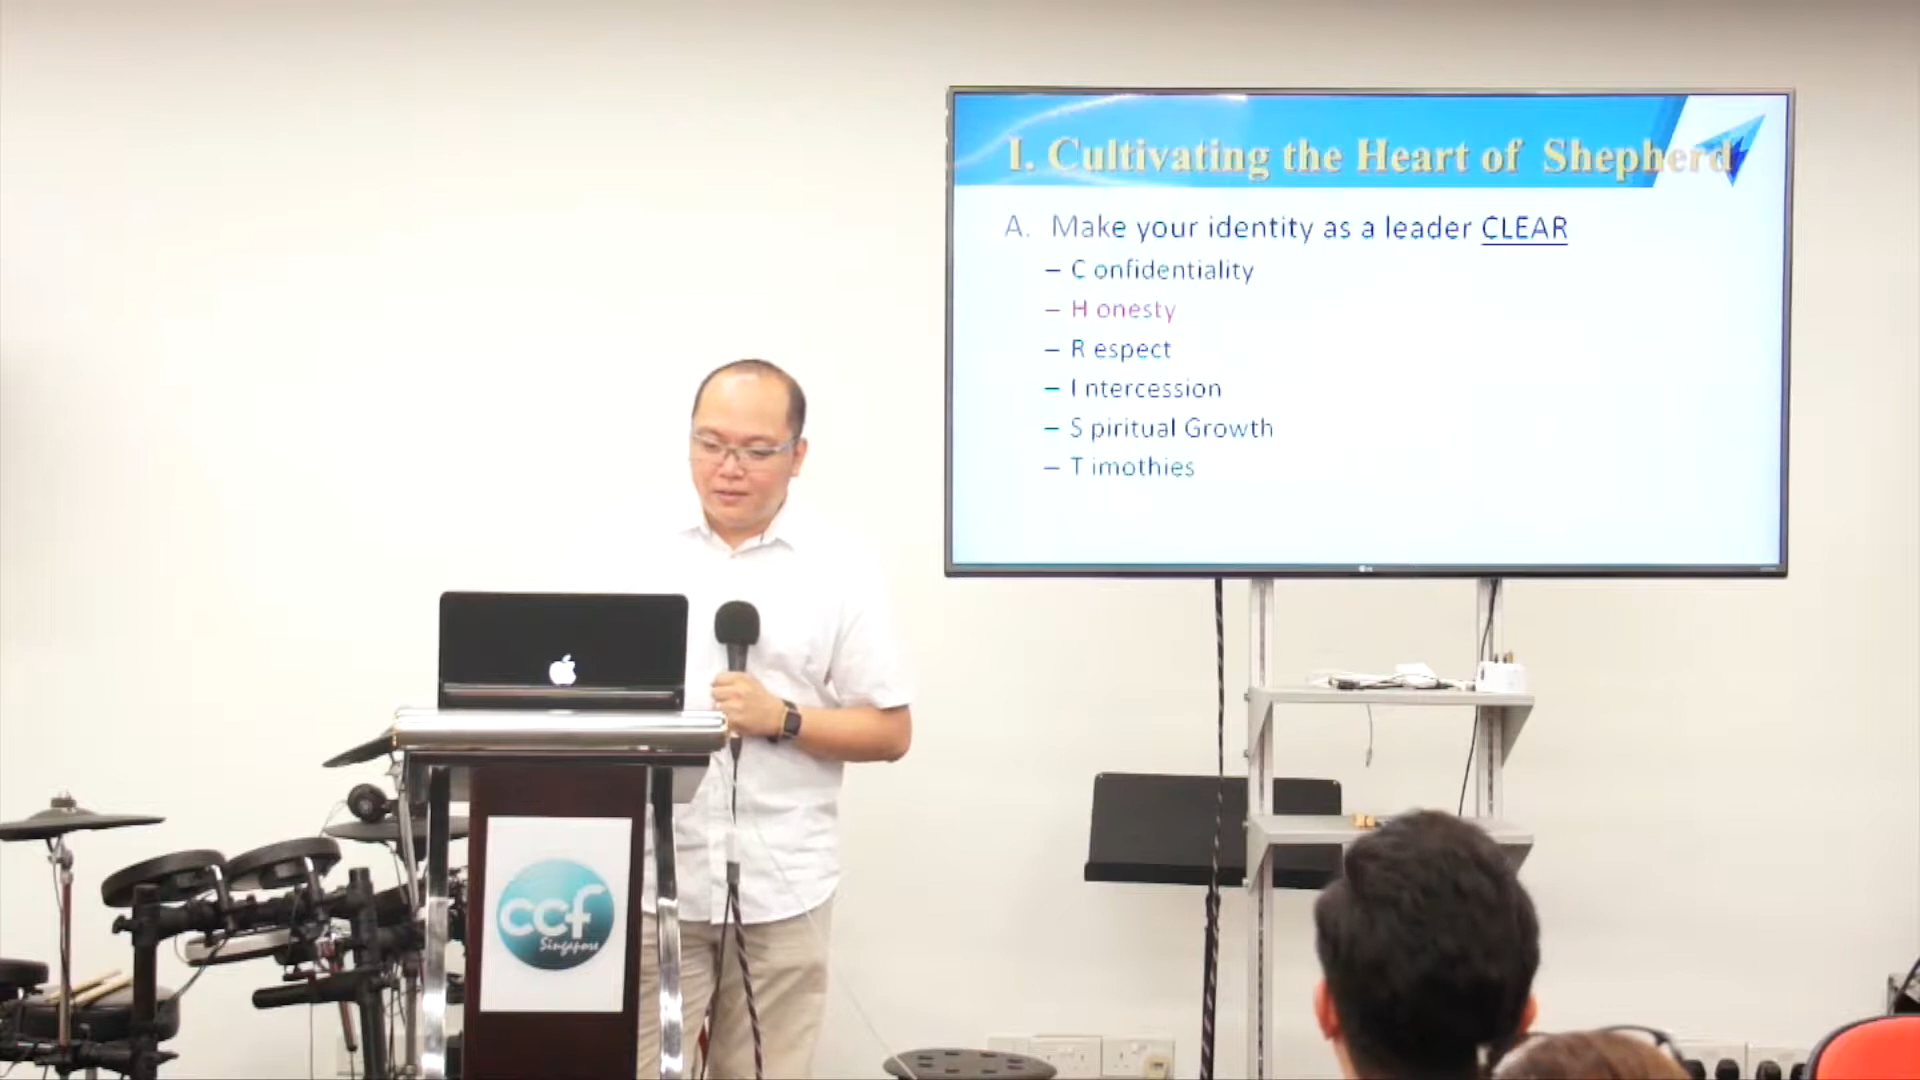 I. Cultivating the Heart of Shepherd
A. Make your identity as a leader CLEAR
– C onfidentiality
– H onesty
– R espect
– I ntercession
– S piritual Growth
– T imothies
ccf
Singapore